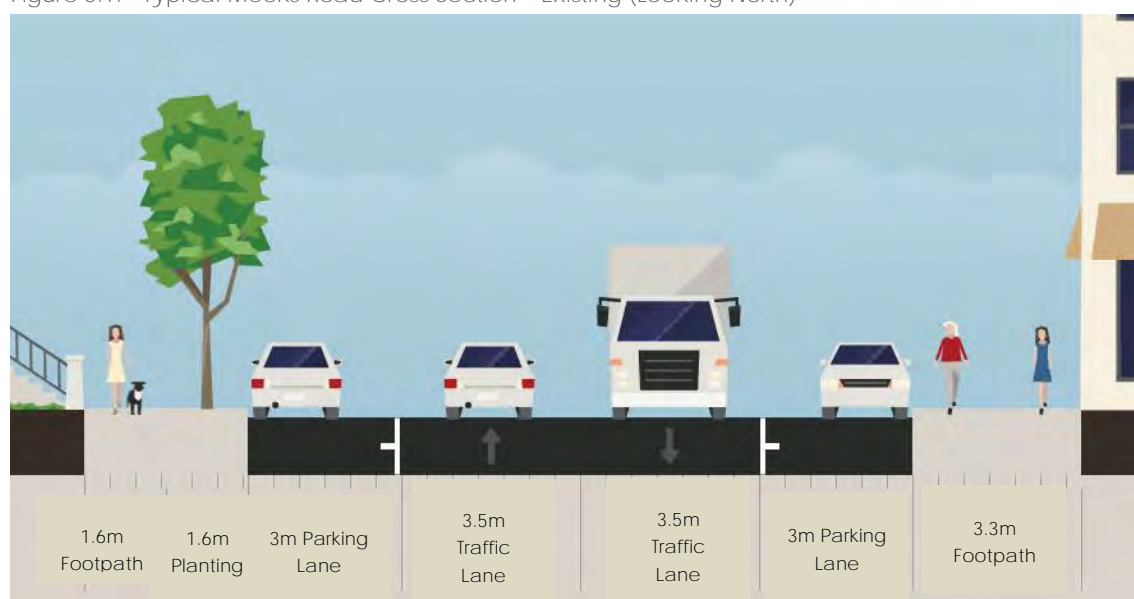 1.6m
Footpath
1.6m
Planting
3m Parking
Lane
3.5m
Traffic
Lane
3.5m
Traffic
Lane
3m Parking
Lane
3.3m
Footpath